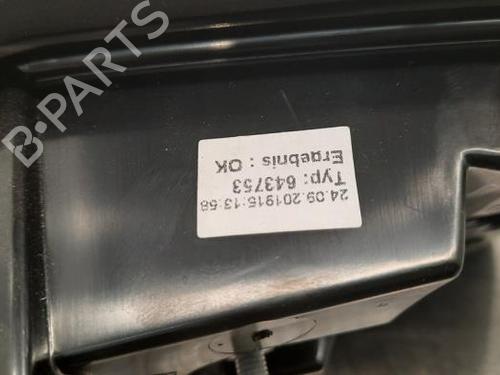 B-PARTS
24.09.201915:13:58
Typ: 643753
Ergebnis : OK